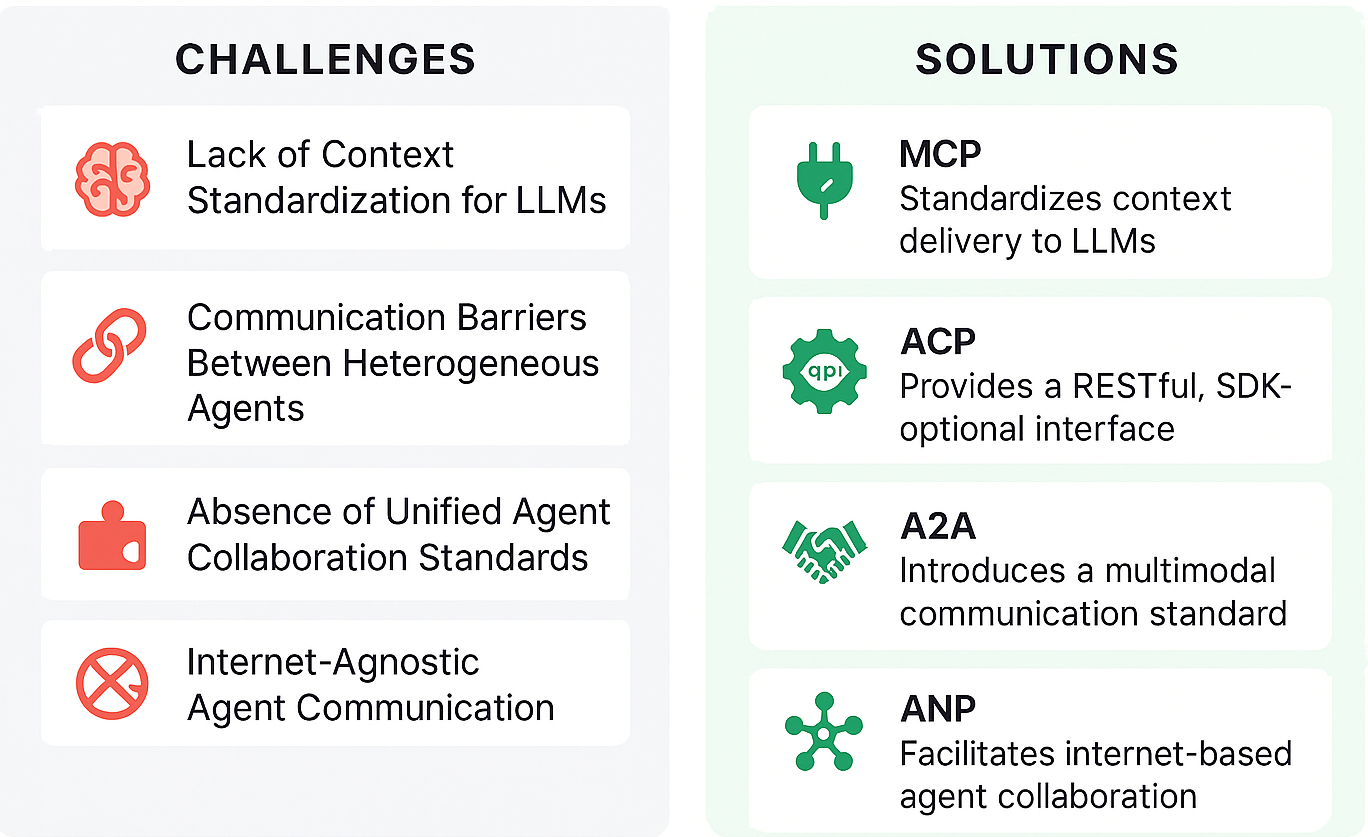 CHALLENGES
Lack of Context
Standardization for LLMs
Communication Barriers
Between Heterogeneous
Agents
Absence of Unified Agent
Collaboration Standards
Internet-Agnostic
Agent Communication
SOLUTIONS
MCP
Standardizes context
delivery to LLMs
api
ACP
Provides a RESTful, SDK-
optional interface
A2A
Introduces a multimodal
communication standard
ANP
Facilitates internet-based
agent collaboration